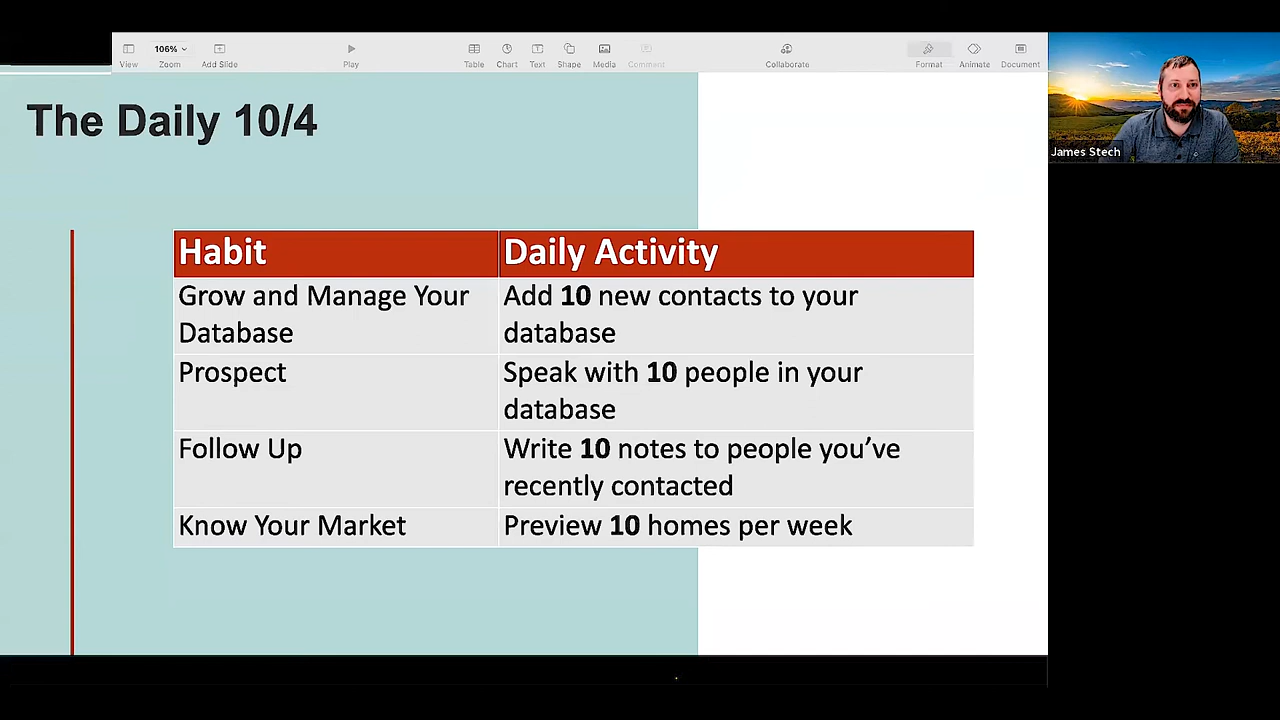 106%
View
Zoom
Add Slide
Play
Table
Chart
Text
Shape
Media
Comment
Collaborate
Format
Animate
Document
The Daily 10/4
James Stech
Habit
Daily Activity
Grow and Manage Your
Database
Add 10 new contacts to your
database
Prospect
Speak with 10 people in your
database
Follow Up
Write 10 notes to people you’ve
recently contacted
Know Your Market
Preview 10 homes per week